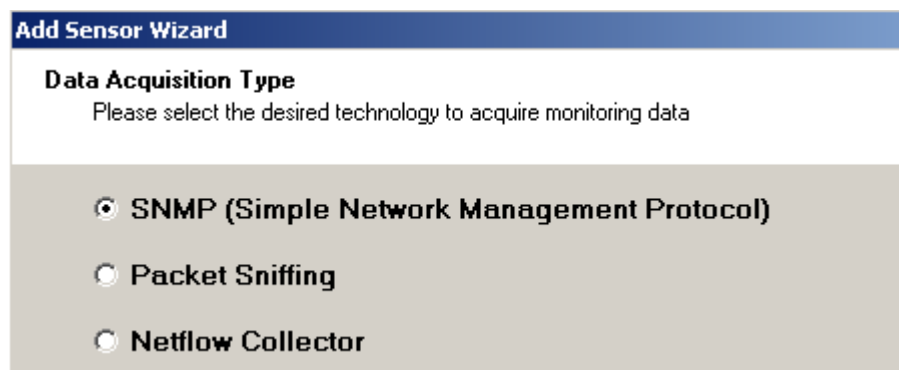 Add Sensor Wizard
Data Acquisition Type
Please select the desired technology to acquire monitoring data
SNMP (Simple Network Management Protocol)
Packet Sniffing
Netflow Collector